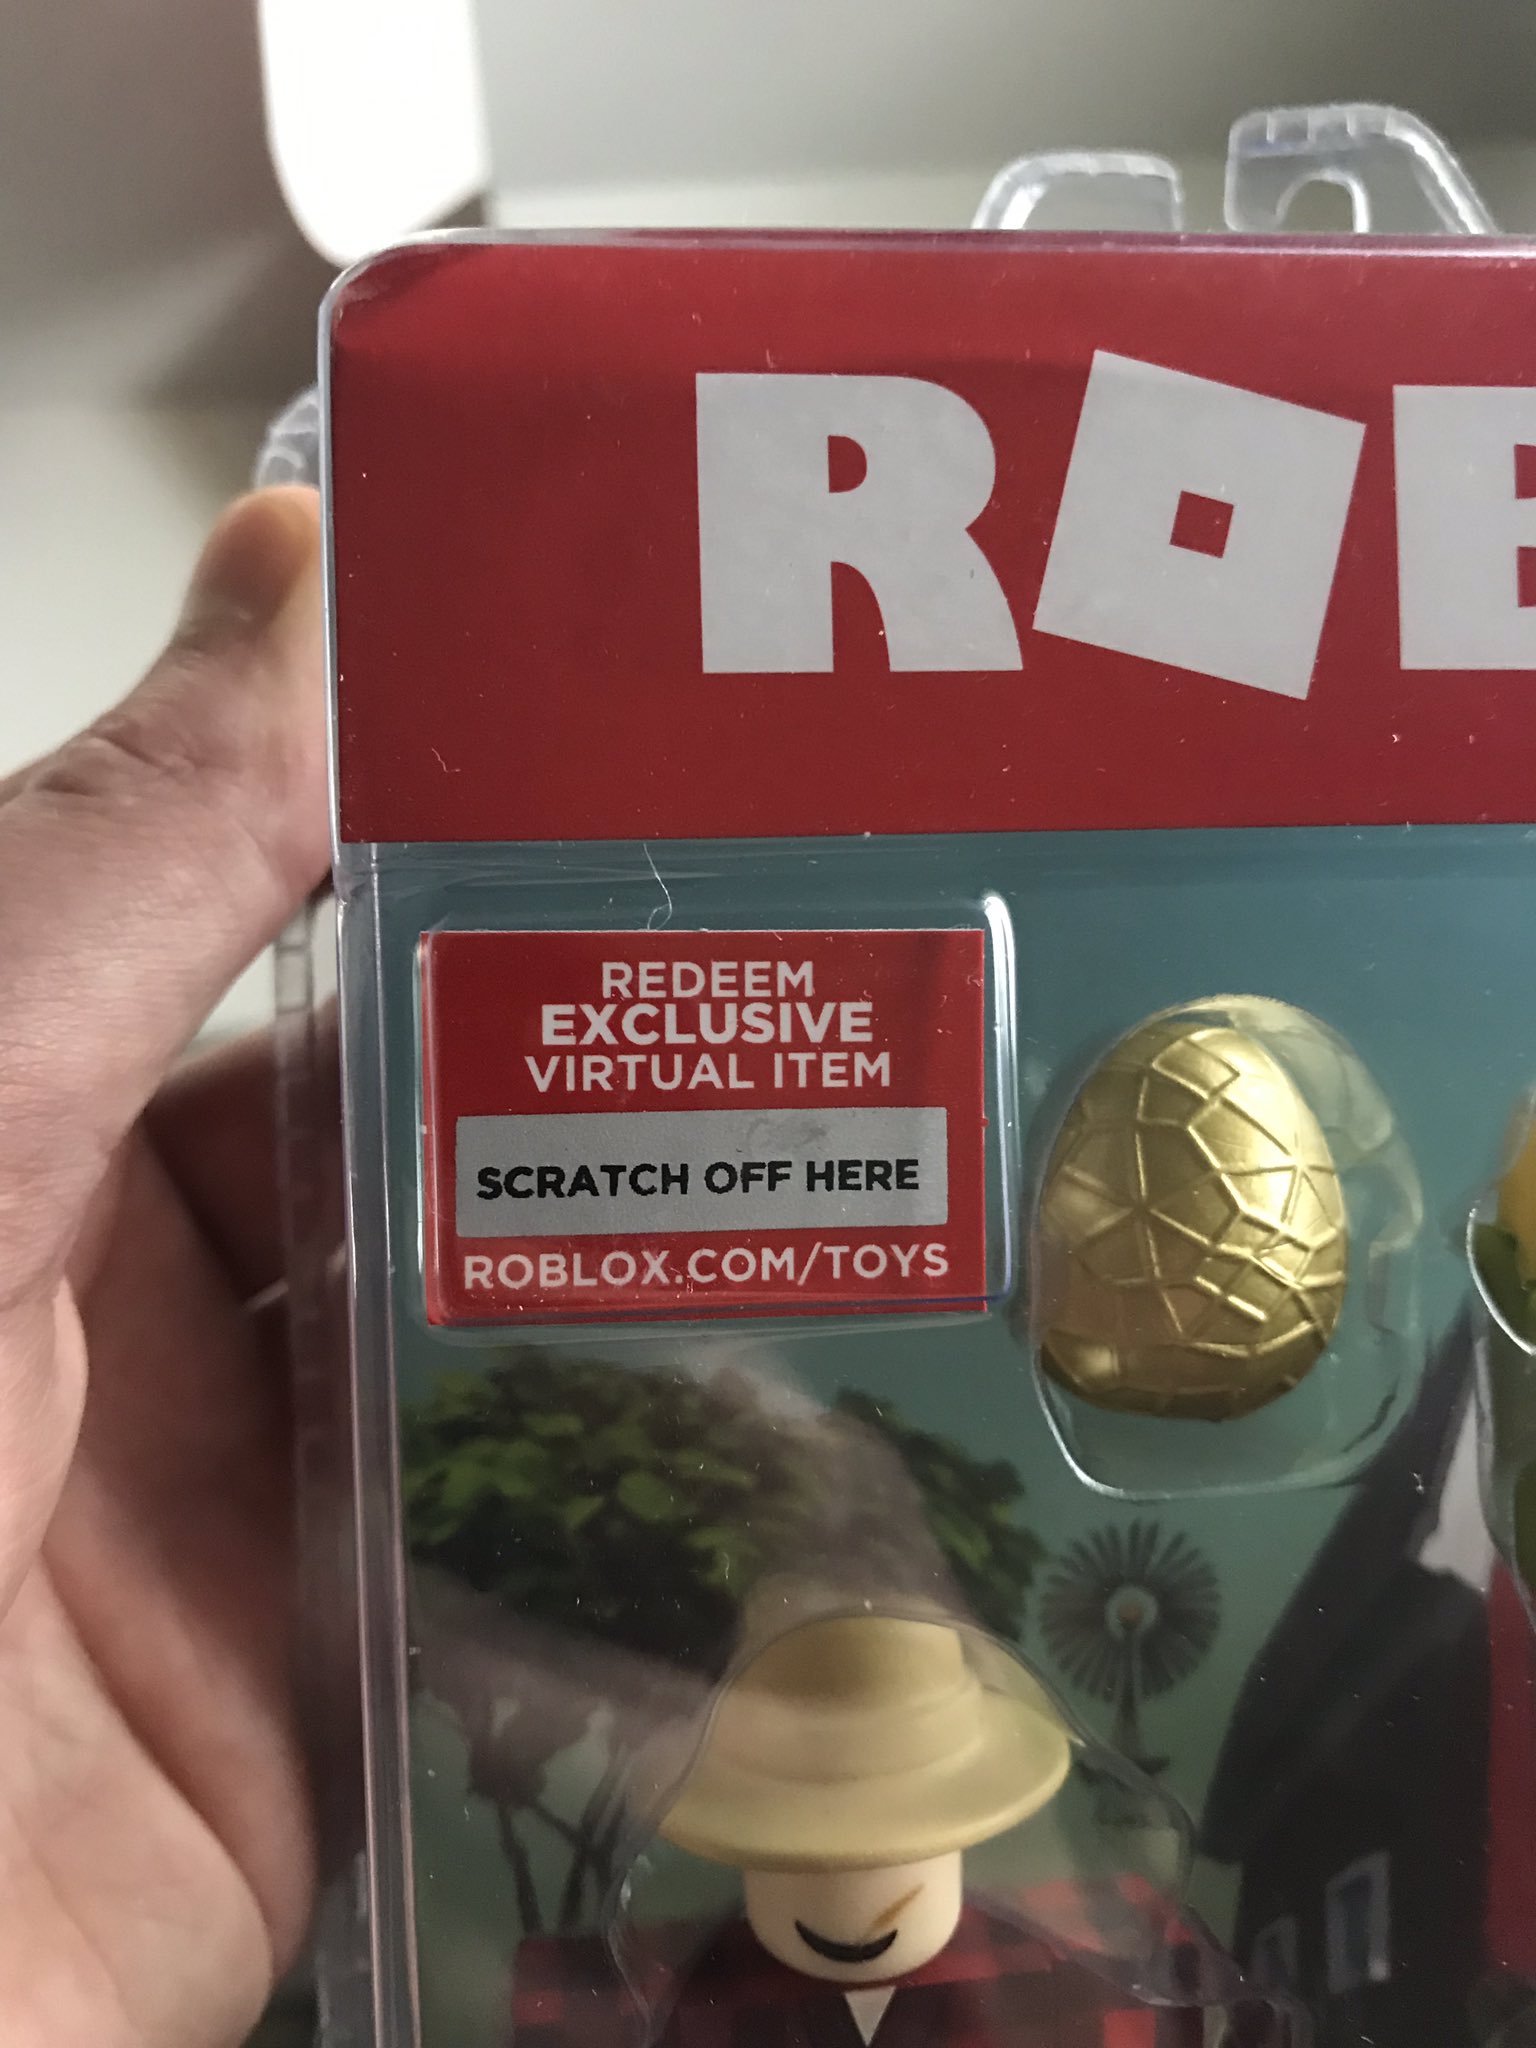 ROB
REDEEM
EXCLUSIVE
VIRTUAL ITEM
SCRATCH OFF HERE
ROBLOX.COM/TOYS